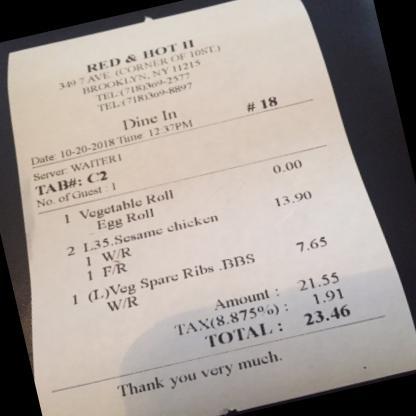 RED & HOT II
349 7 AVE (CORNER OF 10ST.)
BROOKLYN, NY 11215
TEL:(718)369-2577
TEL:(718)369-8897
Dine In # 18
Date: 10-20-2018 Time: 12:37PM
Server: WAITER1
TAB#: C2
No. of Guest : 1
1 Vegetable Roll 0.00
Egg Roll
2 L35.Sesame chicken 13.90
1 W/R
1 F/R
1 (L)Veg Spare Ribs .BBS 7.65
W/R
Amount : 21.55
TAX(8.875%) : 1.91
TOTAL : 23.46
Thank you very much.